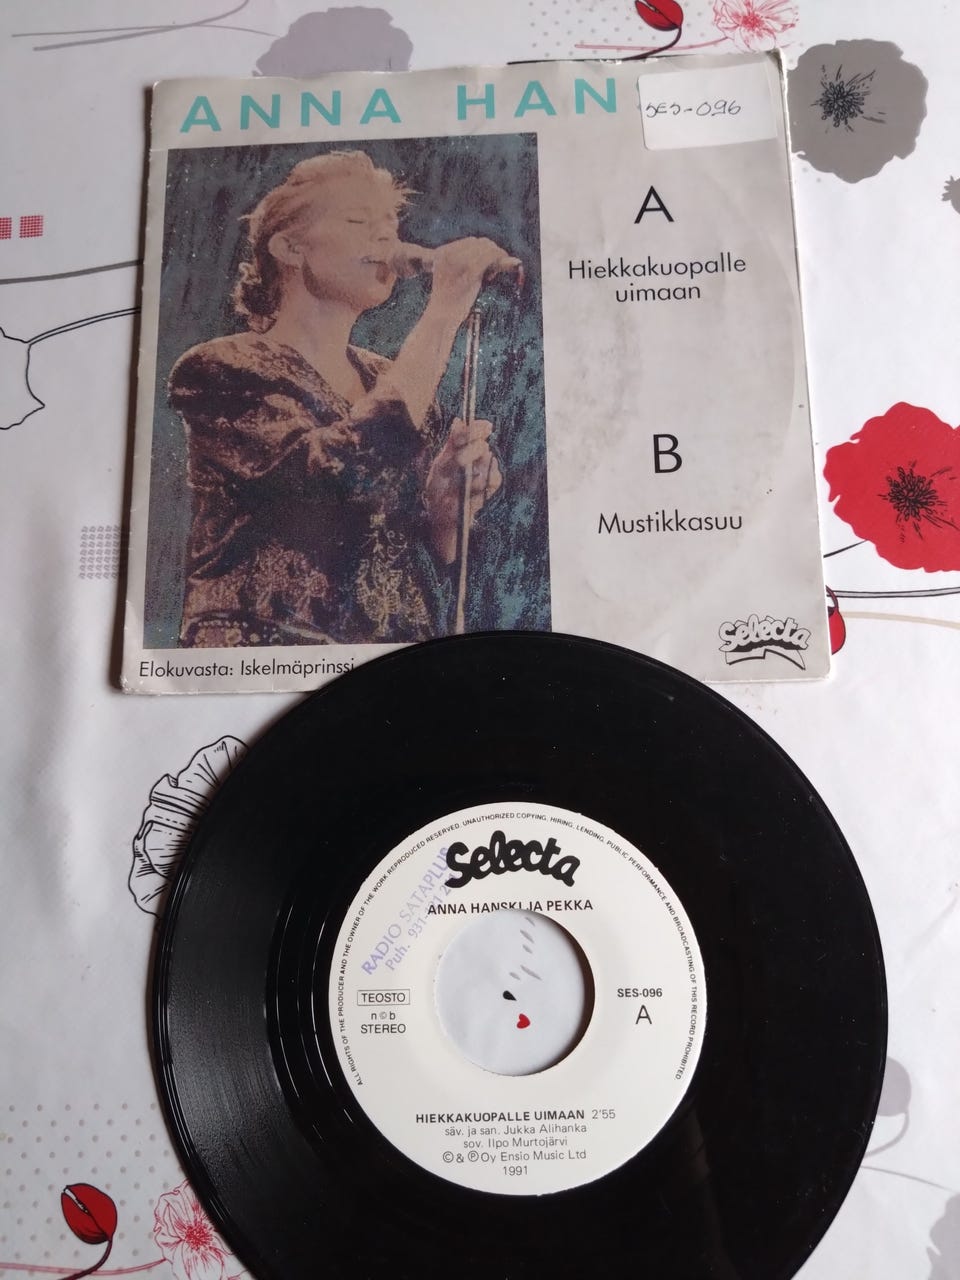 ANNA HAN
SES-096
A
Hiekkakuopalle
uimaan
B
Mustikkasuu
Selecta
Elokuvasta: Iskelmäprinssi
ALL RIGHTS OF THE PRODUCER AND THE OWNER OF THE WORK REPRODUCED RESERVED. UNAUTHORIZED COPYING, HIRING, LENDING, PUBLIC PERFORMANCE AND BROADCASTING OF THIS RECORD PROHIBITED
Selecta
RADIO SATAPLUS
Puh. 931-
ANNA HANSKI JA PEKKA
TEOSTO
n©b
STEREO
SES-096
A
HIEKKAKUOPALLE UIMAAN 2'55
säv. ja san. Jukka Alihanka
sov. Ilpo Murtojärvi
© & ℗ Oy Ensio Music Ltd
1991